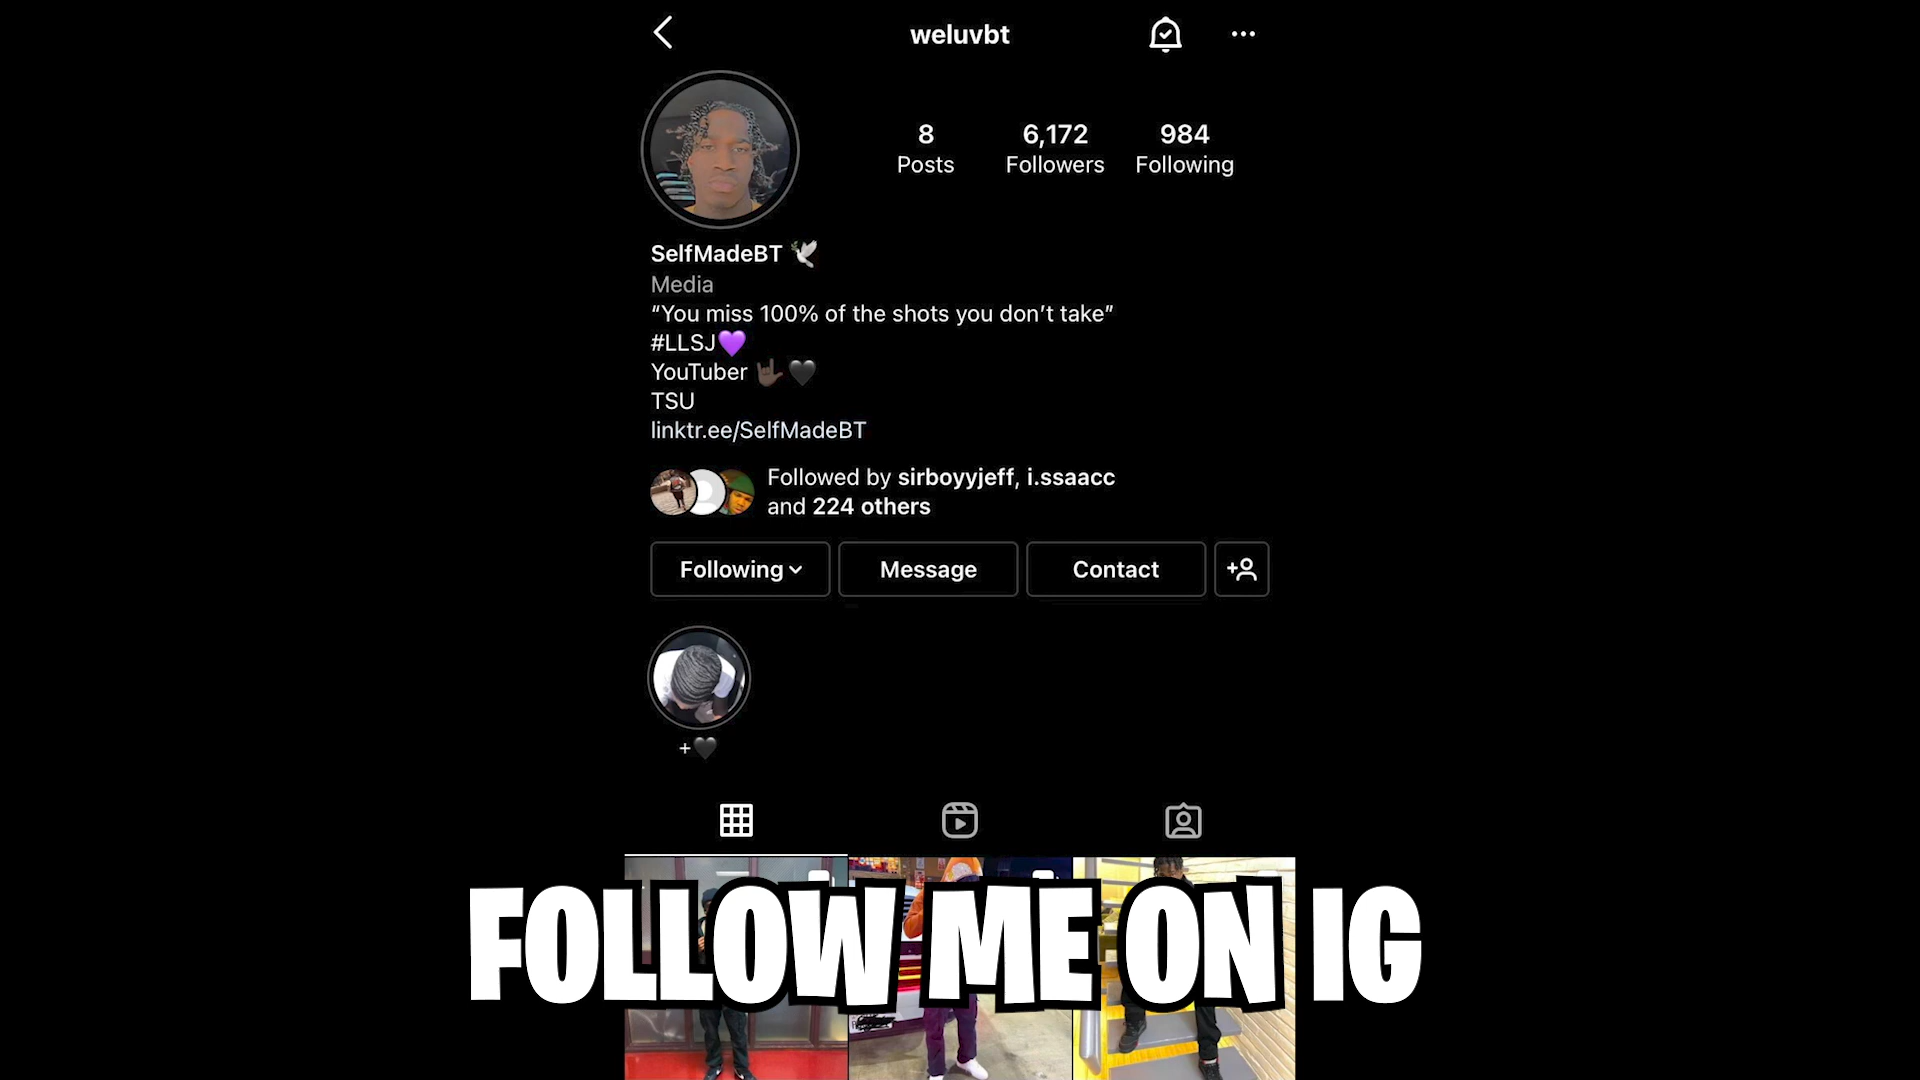 weluvbt
8 6,172 984
Posts Followers Following
SelfMadeBT 🕊️
Media
“You miss 100% of the shots you don’t take”
#LLSJ💜
YouTuber 🤟🏿🖤
TSU
linktr.ee/SelfMadeBT
Followed by sirboyyjeff, i.ssaacc
and 224 others
Following Message Contact
+🖤
FOLLOW ME ON IG